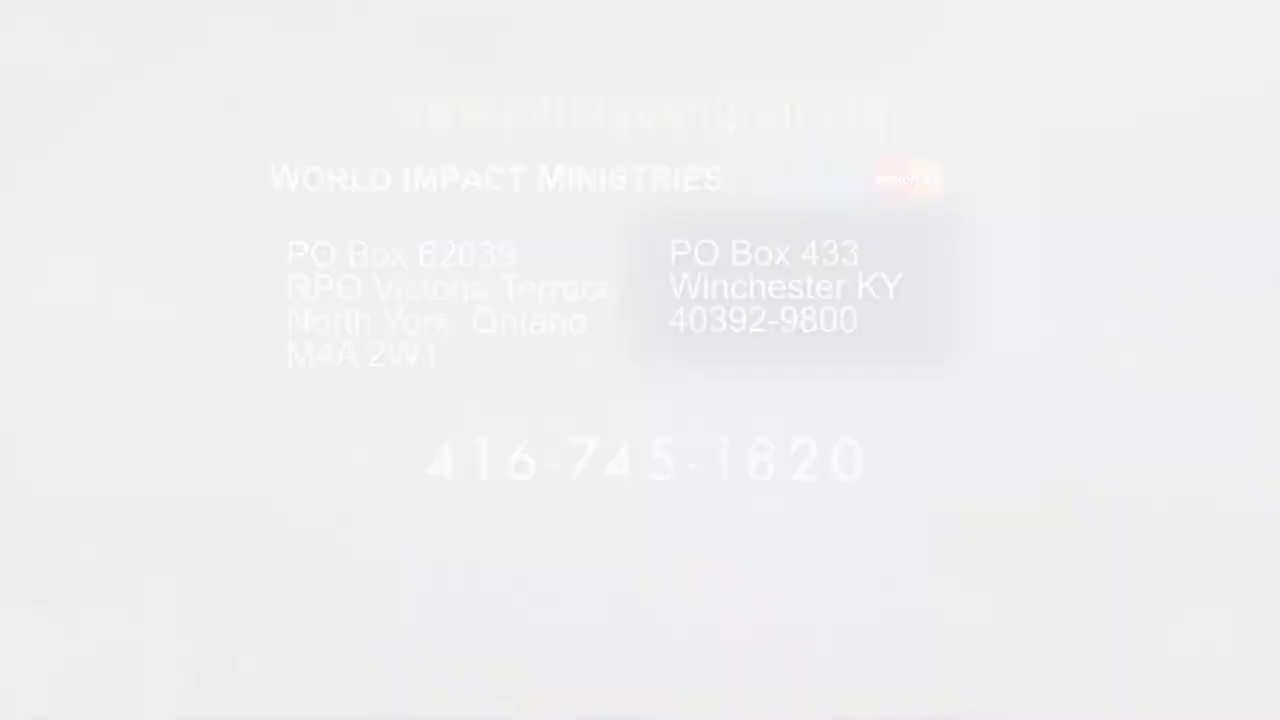 WORLD IMPACT MINISTRIES
PO Box 62039
RPO Victoria Terrace
North York, Ontario
M4A 2W1
PO Box 433
Winchester KY
40392-9800
416-745-1820